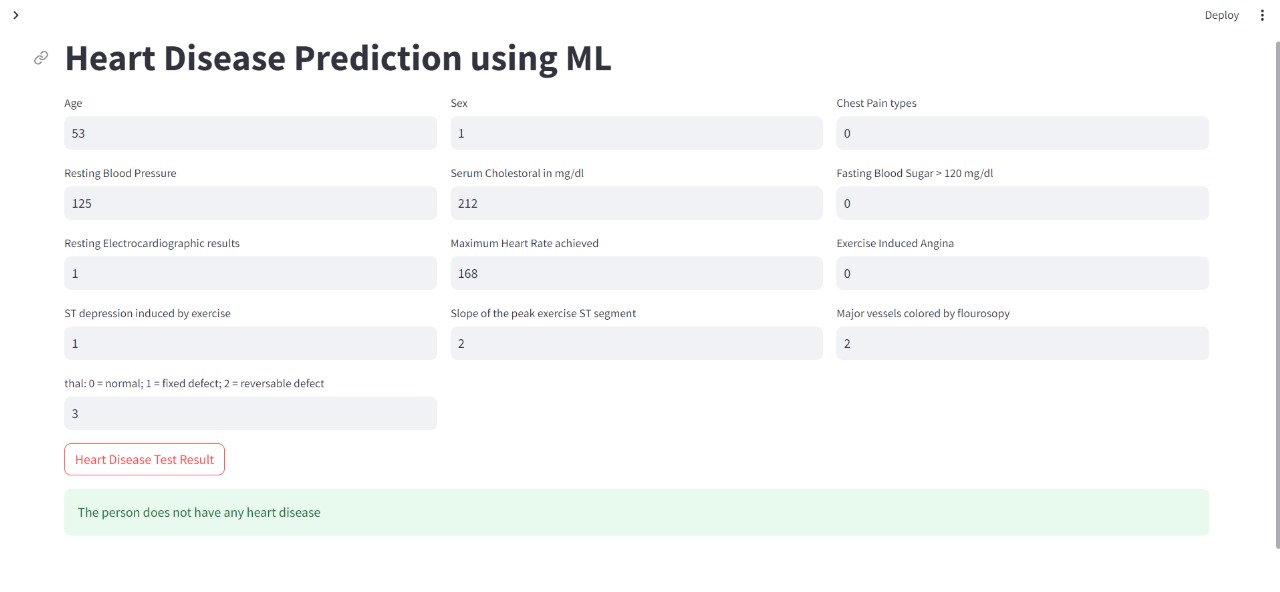 Deploy
Heart Disease Prediction using ML
Age
Sex
Chest Pain types
53
1
0
Resting Blood Pressure
Serum Cholestoral in mg/dl
Fasting Blood Sugar > 120 mg/dl
125
212
0
Resting Electrocardiographic results
Maximum Heart Rate achieved
Exercise Induced Angina
1
168
0
ST depression induced by exercise
Slope of the peak exercise ST segment
Major vessels colored by flourosopy
1
2
2
thal: 0 = normal; 1 = fixed defect; 2 = reversable defect
3
Heart Disease Test Result
The person does not have any heart disease